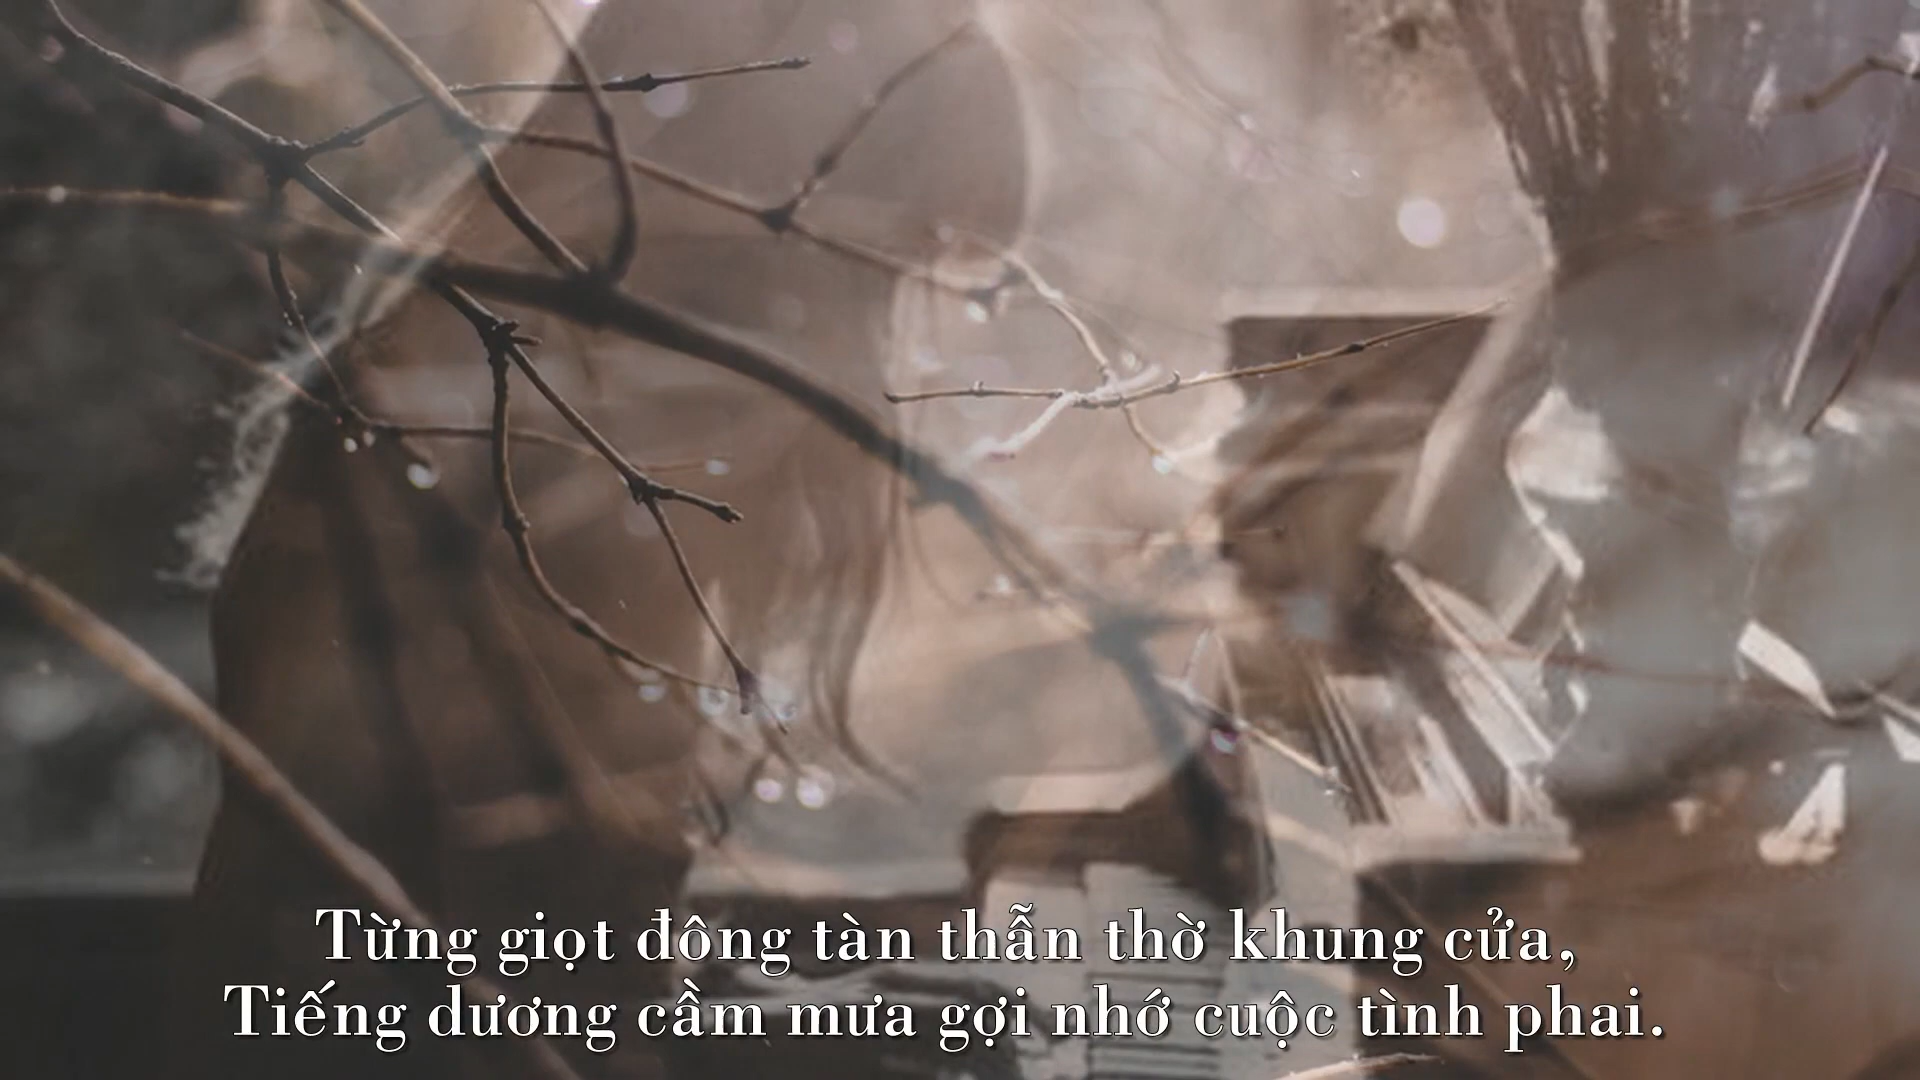 Từng giọt đông tàn thẫn thờ khung cửa,
Tiếng dương cầm mưa gợi nhớ cuộc tình phai.